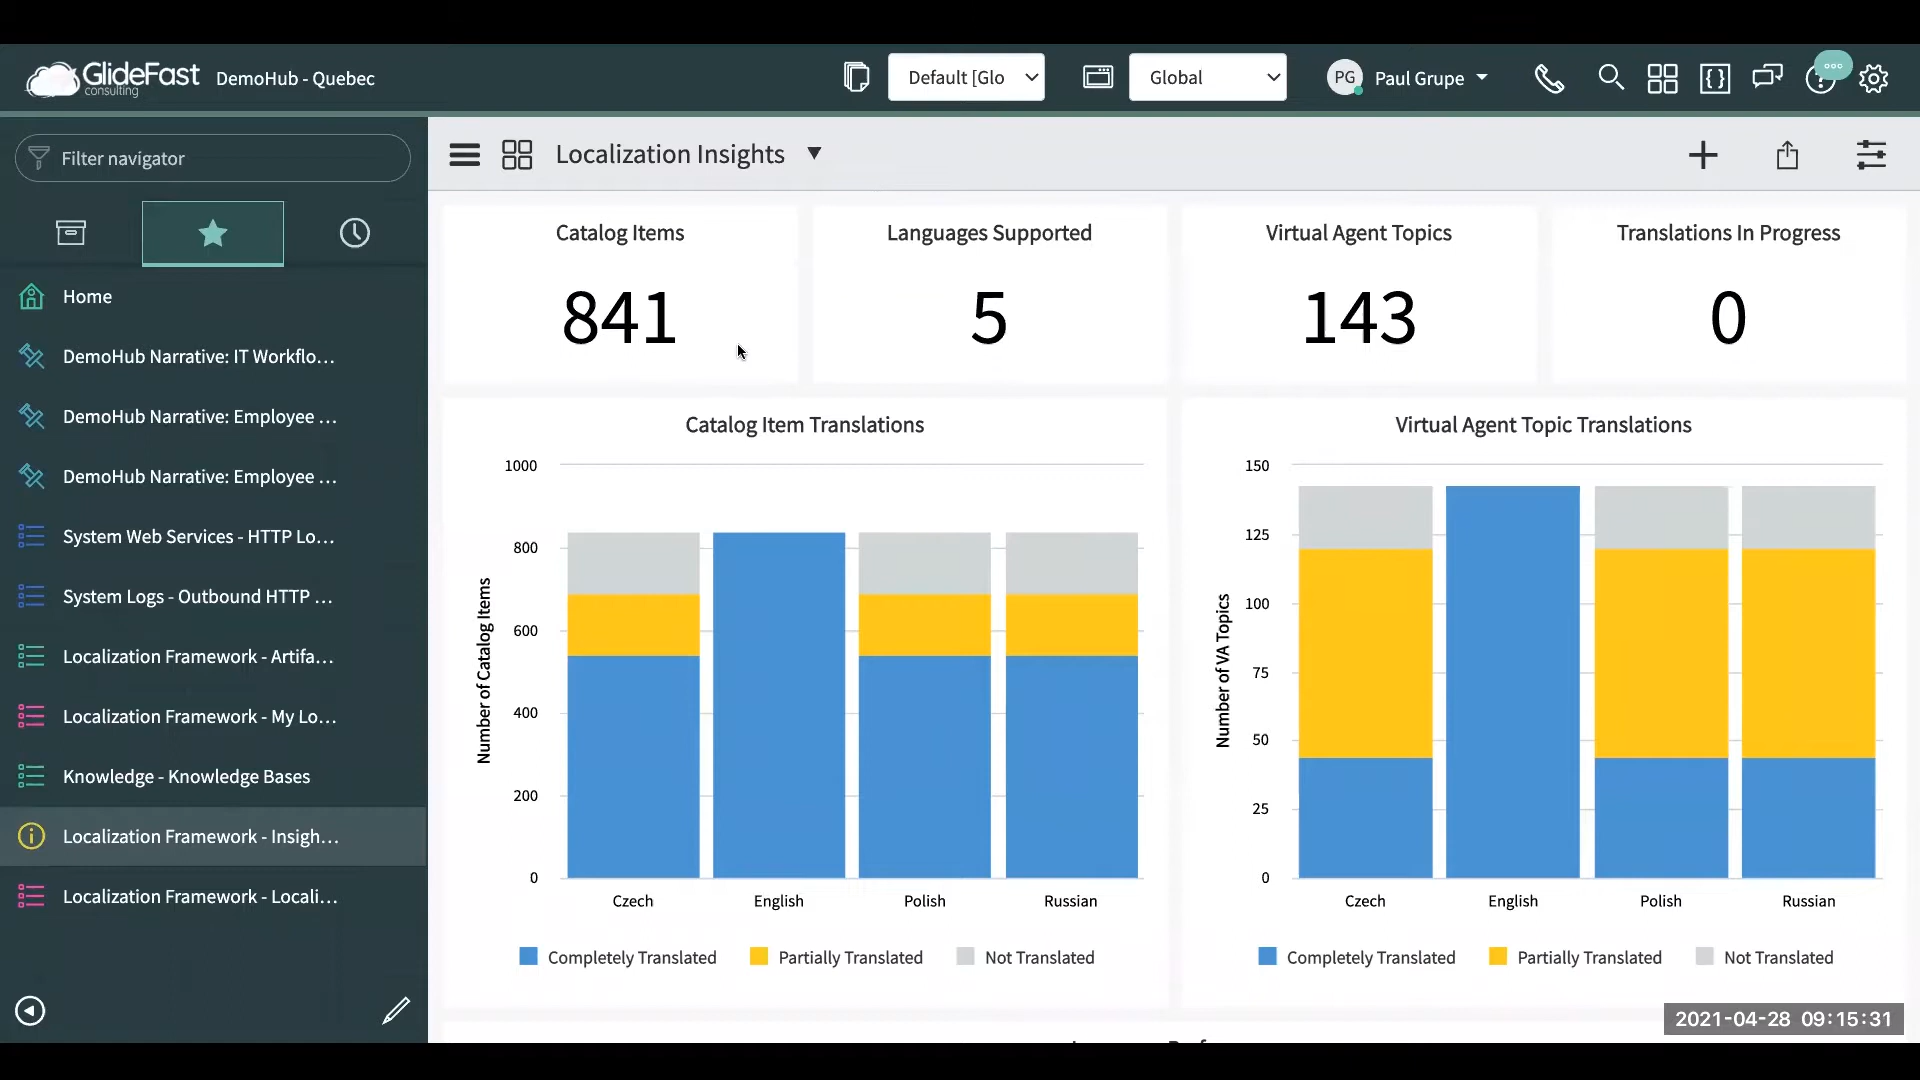 GlideFast
consulting
DemoHub - Quebec
Default [Glo
Global
PG
Paul Grupe
Filter navigator
Localization Insights
Home
DemoHub Narrative: IT Workflo...
DemoHub Narrative: Employee ...
DemoHub Narrative: Employee ...
System Web Services - HTTP Lo...
System Logs - Outbound HTTP ...
Localization Framework - Artifa...
Localization Framework - My Lo...
Knowledge - Knowledge Bases
Localization Framework - Insigh...
Localization Framework - Locali...
Catalog Items
841
Languages Supported
5
Virtual Agent Topics
143
Translations In Progress
0
Catalog Item Translations
Number of Catalog Items
1000
800
600
400
200
0
Czech
English
Polish
Russian
Completely Translated
Partially Translated
Not Translated
Virtual Agent Topic Translations
Number of VA Topics
150
125
100
75
50
25
0
Czech
English
Polish
Russian
Completely Translated
Partially Translated
Not Translated
2021-04-28 09:15:31